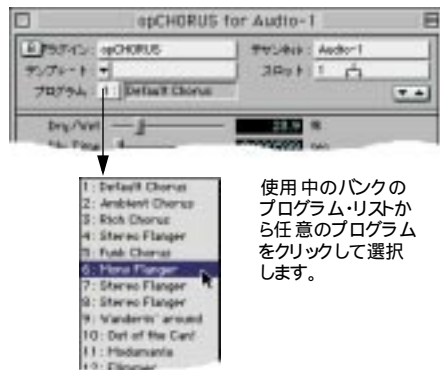 opCHORUS for Audio-1
プラグイン: opCHORUS
チャンネル Audio-1
テンプレート
スロット 1
プログラム 1: Default Chorus
Dry/Wet
%
sec
1: Default Chorus
2: Ambient Chorus
3: Rich Chorus
4: Stereo Flanger
5: Funk Chorus
6: Mono Flanger
7: Stereo Flanger
8: Stereo Flanger
9: Wanderin' around
10: Out of the Can!
11: Modamania
使用中のバンクの
プログラム・リストか
ら任意のプログラム
をクリックして選択
します。